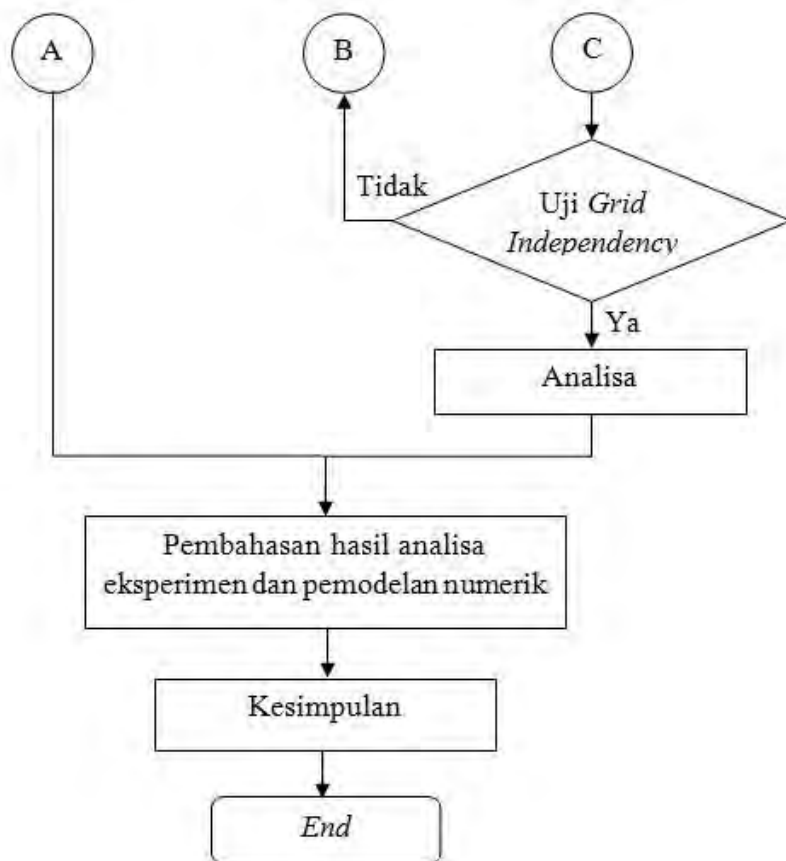 A
B
C
Tidak
Uji Grid
Independency
Ya
Analisa
Pembahasan hasil analisa
eksperimen dan pemodelan numerik
Kesimpulan
End